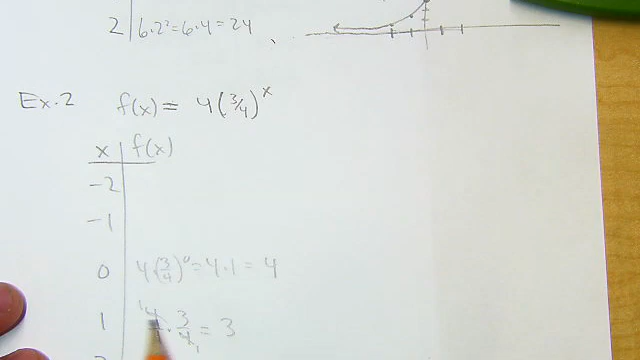 2 | 6·2²=6·4=24
Ex.2 f(x) = 4(3/4)^x
x | f(x)
-2
-1
0 | 4(3/4)^0=4·1=4
1 | 4/1 · 3/4 = 3